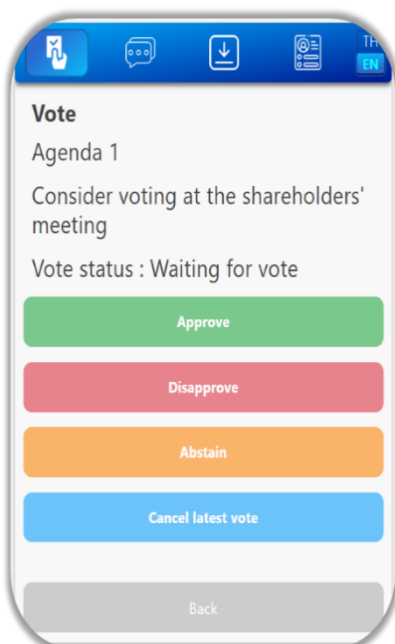 TH
EN
Vote
Agenda 1
Consider voting at the shareholders'
meeting
Vote status : Waiting for vote
Approve
Disapprove
Abstain
Cancel latest vote
Back